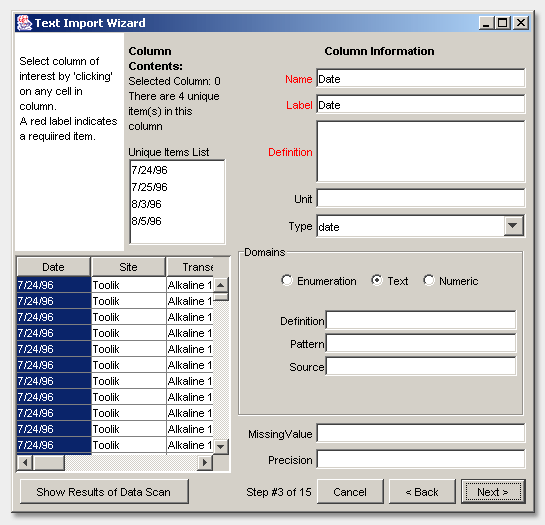 Text Import Wizard
Select column of
interest by 'clicking'
on any cell in
column.
A red label indicates
a requiired item.
Column
Contents:
Selected Column: 0
There are 4 unique
item(s) in this
column
Unique Items List
7/24/96
7/25/96
8/3/96
8/5/96
Column Information
Name Date
Label Date
Definition
Unit
Type date
Domains
Enumeration Text Numeric
Definition
Pattern
Source
MissingValue
Precision
Date Site Transe
7/24/96 Toolik Alkaline 1
7/24/96 Toolik Alkaline 1
7/24/96 Toolik Alkaline 1
7/24/96 Toolik Alkaline 1
7/24/96 Toolik Alkaline 1
7/24/96 Toolik Alkaline 1
7/24/96 Toolik Alkaline 1
7/24/96 Toolik Alkaline 1
7/24/96 Toolik Alkaline 1
7/24/96 Toolik Alkaline 1
7/24/96 Toolik Alkaline 1
Show Results of Data Scan
Step #3 of 15
Cancel
< Back
Next >